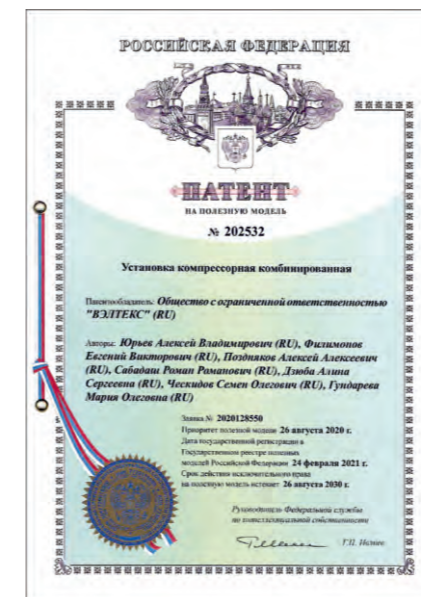 РОССИЙСКАЯ ФЕДЕРАЦИЯ
ПАТЕНТ
НА ПОЛЕЗНУЮ МОДЕЛЬ
№ 202532
Установка компрессорная комбинированная
Патентообладатель: Общество с ограниченной ответственностью
"ВЭЛТЕКС" (RU)
Авторы: Юрьев Алексей Владимирович (RU), Филимонов
Евгений Викторович (RU), Поздняков Алексей Алексеевич
(RU), Сабадаш Роман Романович (RU), Дзюба Алина
Сергеевна (RU), Ческидов Семен Олегович (RU), Гундарева
Мария Олеговна (RU)
Заявка № 2020128550
Приоритет полезной модели 26 августа 2020 г.
Дата государственной регистрации в
Государственном реестре полезных
моделей Российской Федерации 24 февраля 2021 г.
Срок действия исключительного права
на полезную модель истекает 26 августа 2030 г.
Руководитель Федеральной службы
по интеллектуальной собственности
Г.П. Ивлиев